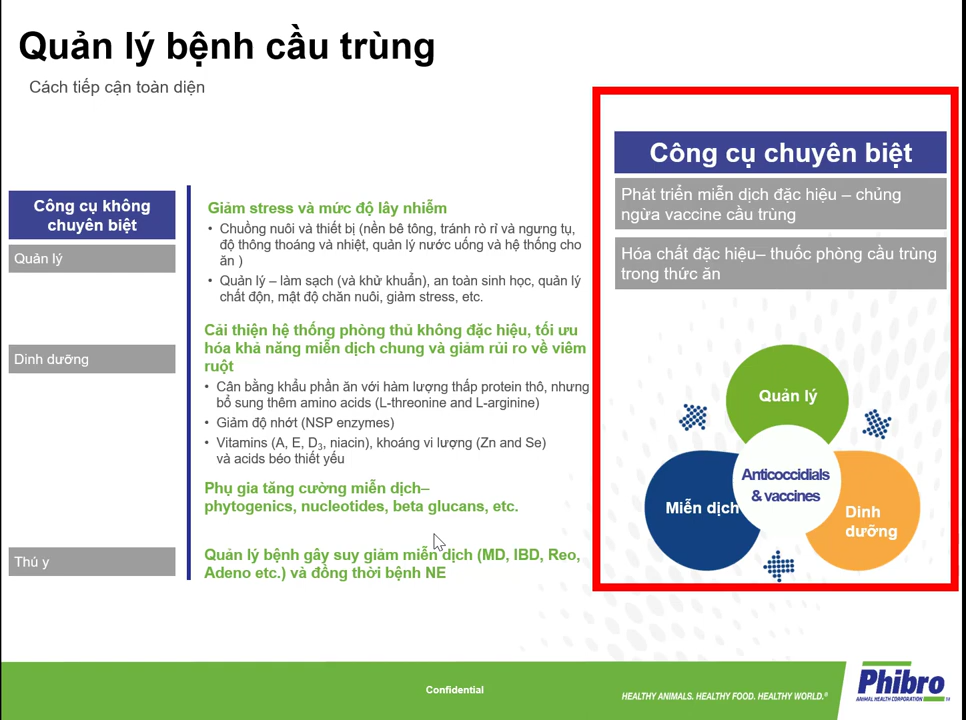 Quản lý bệnh cầu trùng
Cách tiếp cận toàn diện
Công cụ không
chuyên biệt
Quản lý
Giảm stress và mức độ lây nhiễm
• Chuồng nuôi và thiết bị (nền bê tông, tránh rò rỉ và ngưng tụ,
độ thông thoáng và nhiệt, quản lý nước uống và hệ thống cho
ăn )
• Quản lý – làm sạch (và khử khuẩn), an toàn sinh học, quản lý
chất độn, mật độ chăn nuôi, giảm stress, etc.
Dinh dưỡng
Cải thiện hệ thống phòng thủ không đặc hiệu, tối ưu
hóa khả năng miễn dịch chung và giảm rủi ro về viêm
ruột
• Cân bằng khẩu phần ăn với hàm lượng thấp protein thô, nhưng
bổ sung thêm amino acids (L-threonine and L-arginine)
• Giảm độ nhớt (NSP enzymes)
• Vitamins (A, E, D3, niacin), khoáng vi lượng (Zn and Se)
và acids béo thiết yếu
Phụ gia tăng cường miễn dịch–
phytogenics, nucleotides, beta glucans, etc.
Thú y
Quản lý bệnh gây suy giảm miễn dịch (MD, IBD, Reo,
Adeno etc.) và đồng thời bệnh NE
Công cụ chuyên biệt
Phát triển miễn dịch đặc hiệu – chủng
ngừa vaccine cầu trùng
Hóa chất đặc hiệu– thuốc phòng cầu trùng
trong thức ăn
Quản lý
Anticoccidials
& vaccines
Miễn dịch
Dinh
dưỡng
Confidential
HEALTHY ANIMALS. HEALTHY FOOD. HEALTHY WORLD.®
Phibro
ANIMAL HEALTH CORPORATION